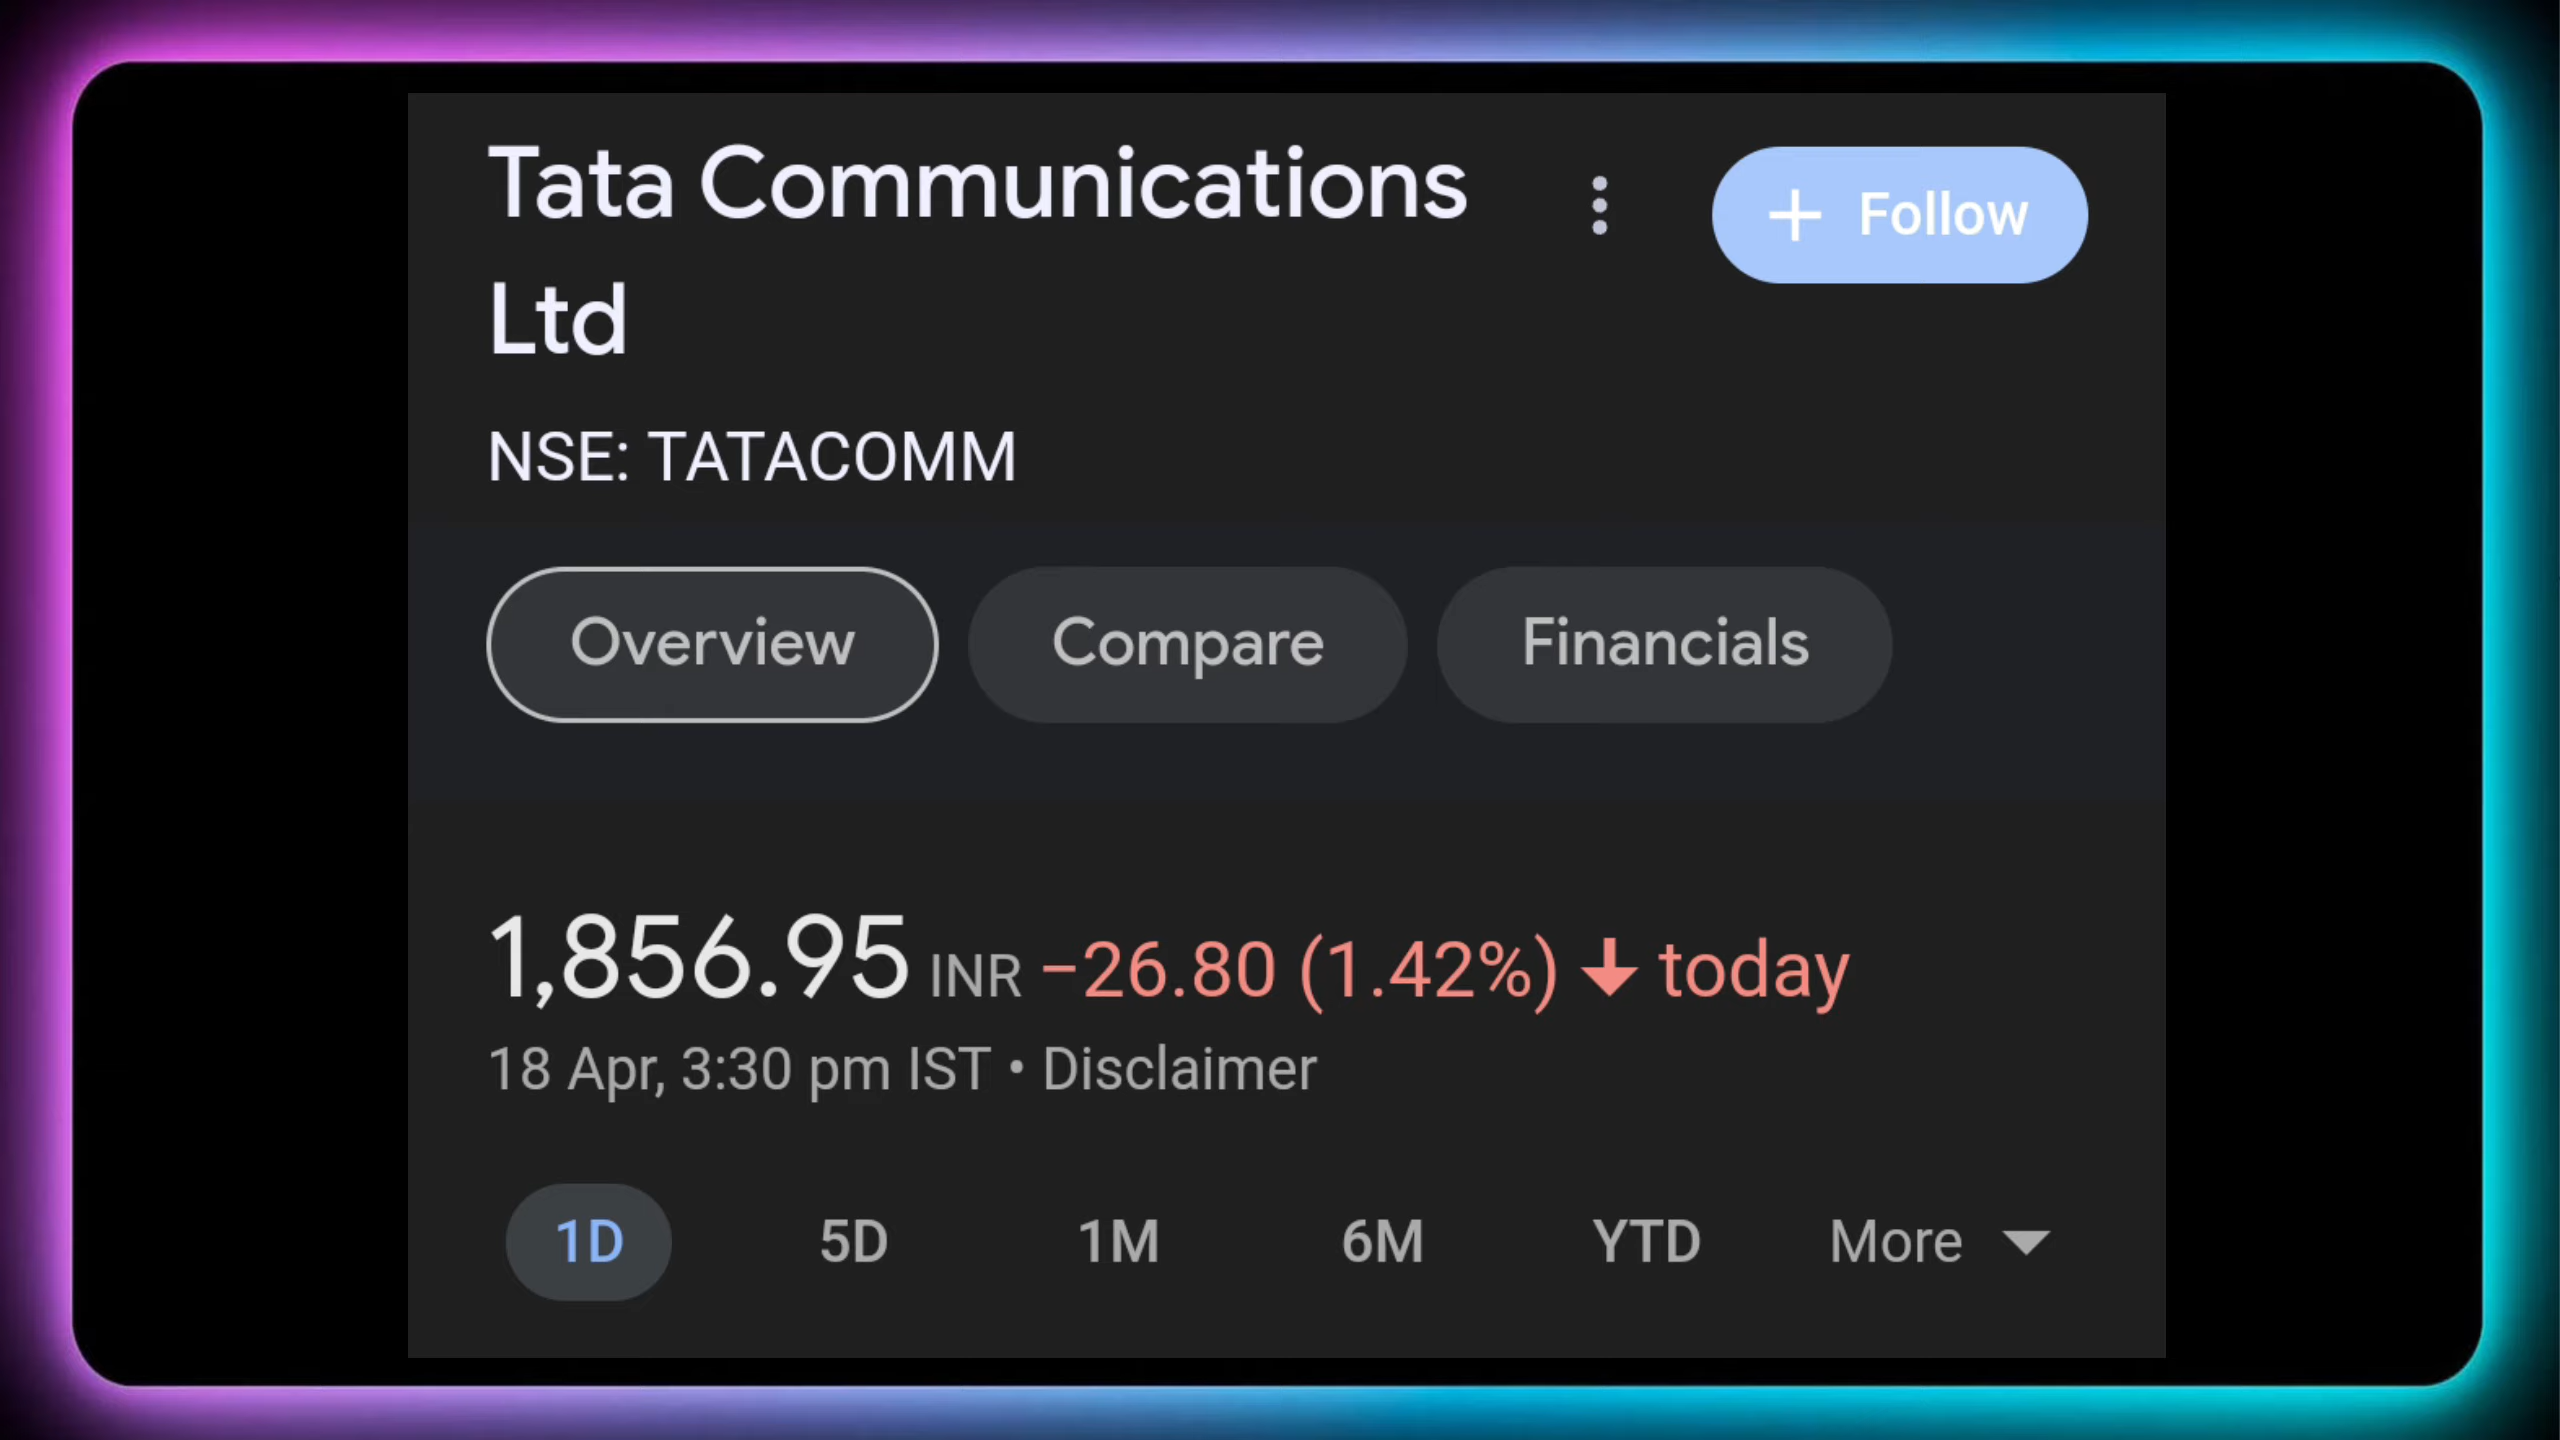 Tata Communications
Ltd
+ Follow
NSE: TATACOMM
Overview Compare Financials
1,856.95 INR −26.80 (1.42%) ↓ today
18 Apr, 3:30 pm IST • Disclaimer
1D 5D 1M 6M YTD More